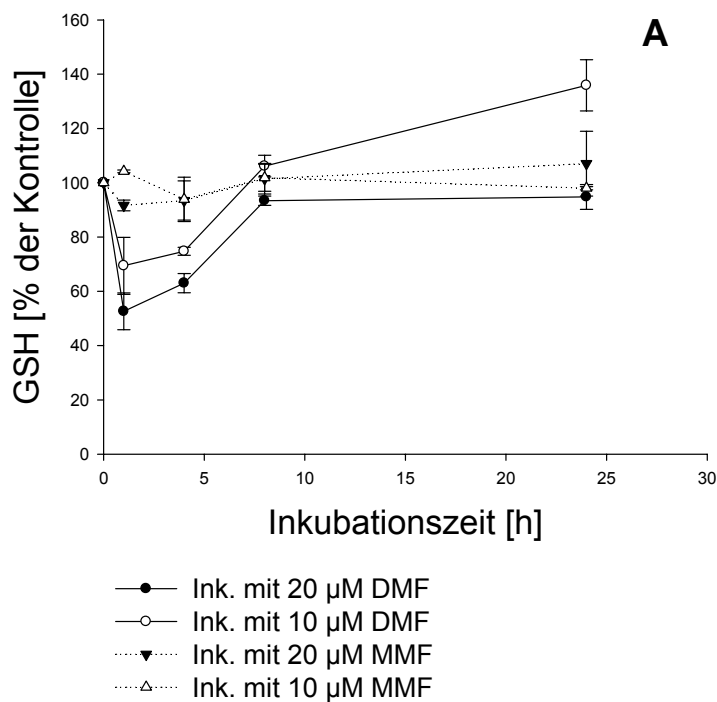 A
GSH [% der Kontrolle]
160
140
120
100
80
60
40
20
0
0 5 10 15 20 25 30
Inkubationszeit [h]
Ink. mit 20 µM DMF
Ink. mit 10 µM DMF
Ink. mit 20 µM MMF
Ink. mit 10 µM MMF